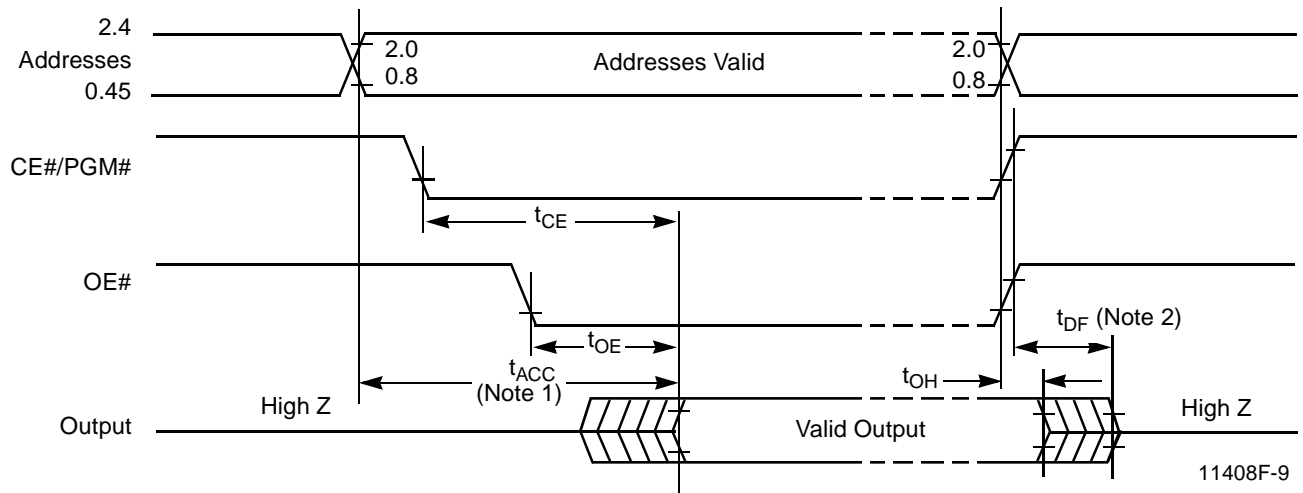 2.4
Addresses
0.45
2.0
0.8
Addresses Valid
2.0
0.8
CE#/PGM#
tCE
OE#
tOE
tDF (Note 2)
tACC
(Note 1)
tOH
Output
High Z
Valid Output
High Z
11408F-9